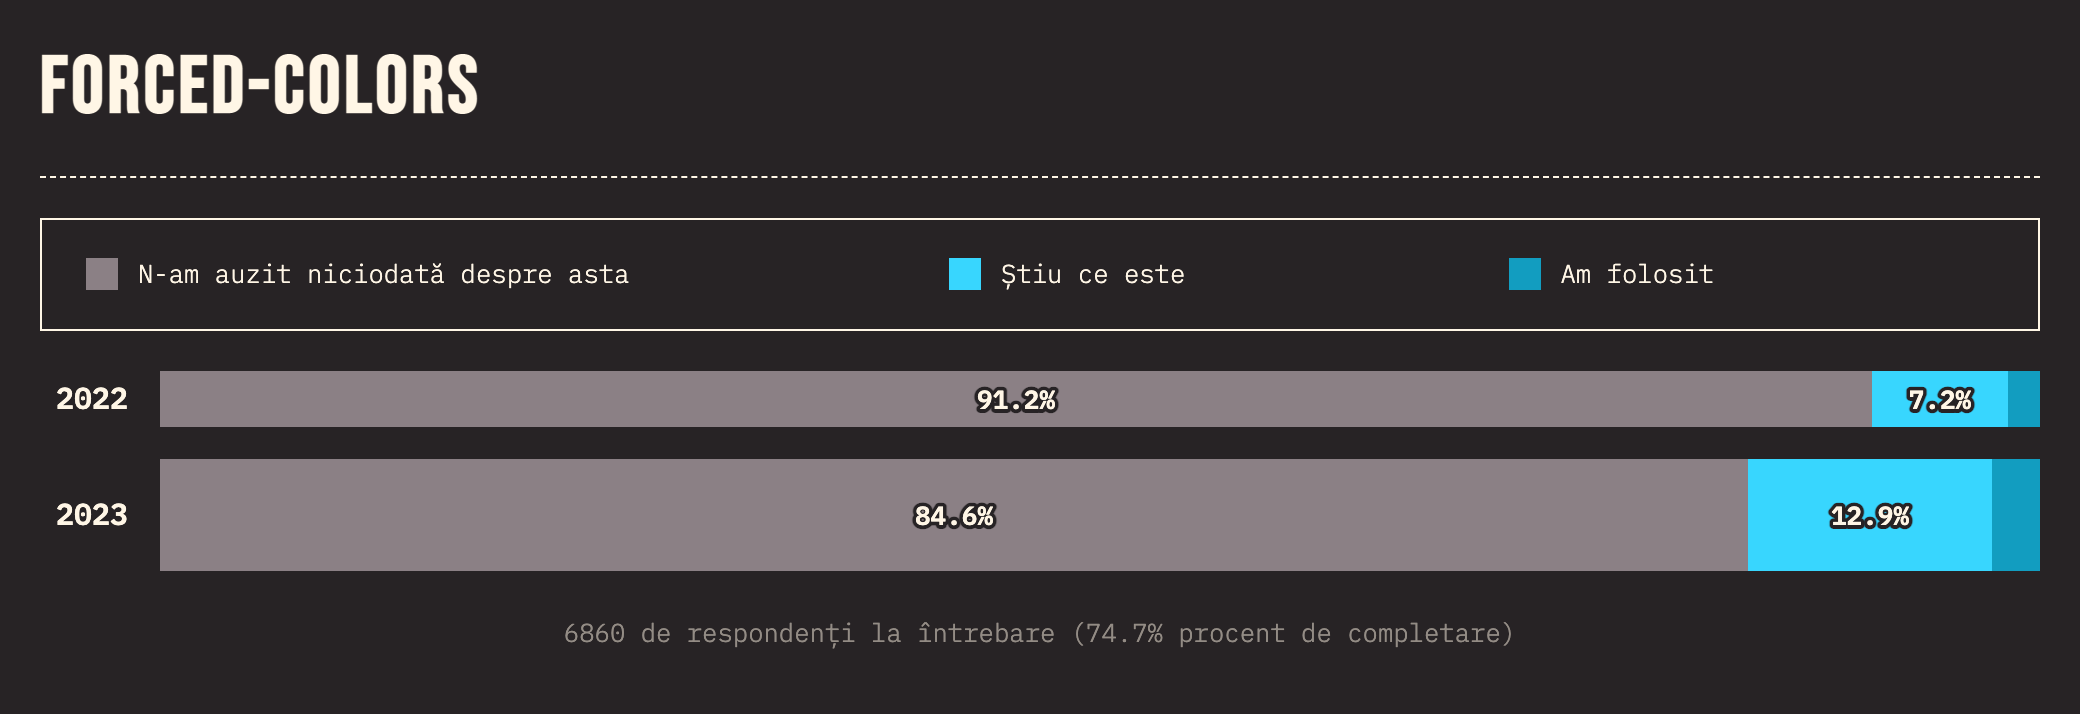 FORCED-COLORS
N-am auzit niciodată despre asta
Știu ce este
Am folosit
2022 91.2% 7.2%
2023 84.6% 12.9%
6860 de respondenți la întrebare (74.7% procent de completare)